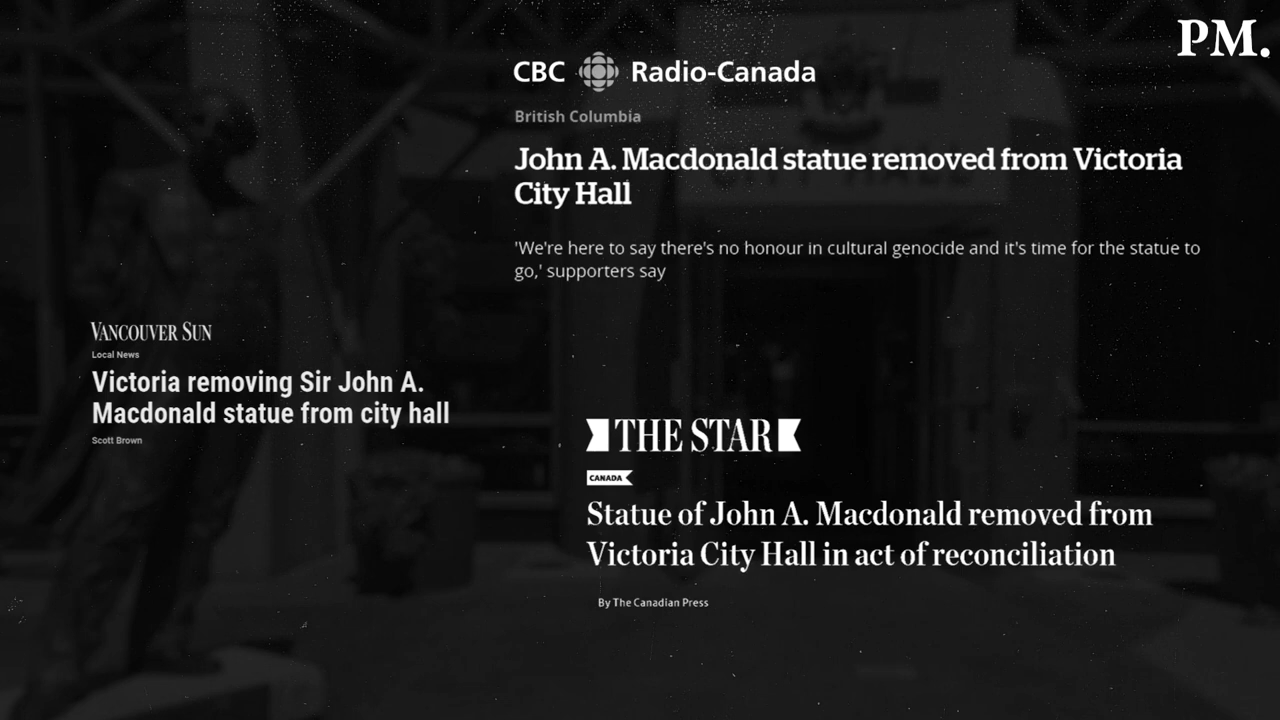 PM.
CBC Radio-Canada
British Columbia
John A. Macdonald statue removed from Victoria
City Hall
'We're here to say there's no honour in cultural genocide and it's time for the statue to
go,' supporters say
VANCOUVER SUN
Local News
Victoria removing Sir John A.
Macdonald statue from city hall
Scott Brown
THE STAR
CANADA
Statue of John A. Macdonald removed from
Victoria City Hall in act of reconciliation
By The Canadian Press